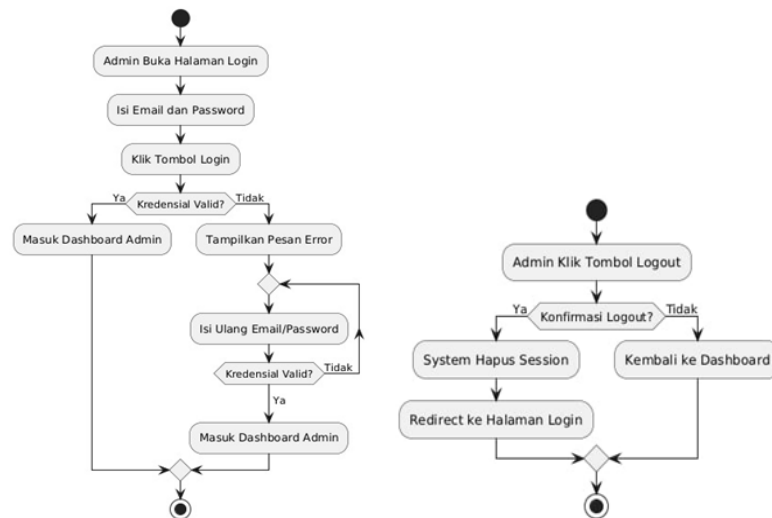 Admin Buka Halaman Login
Isi Email dan Password
Klik Tombol Login
Ya
Kredensial Valid?
Tidak
Masuk Dashboard Admin
Tampilkan Pesan Error
Isi Ulang Email/Password
Kredensial Valid?
Tidak
Ya
Masuk Dashboard Admin
Admin Klik Tombol Logout
Ya
Konfirmasi Logout?
Tidak
System Hapus Session
Kembali ke Dashboard
Redirect ke Halaman Login